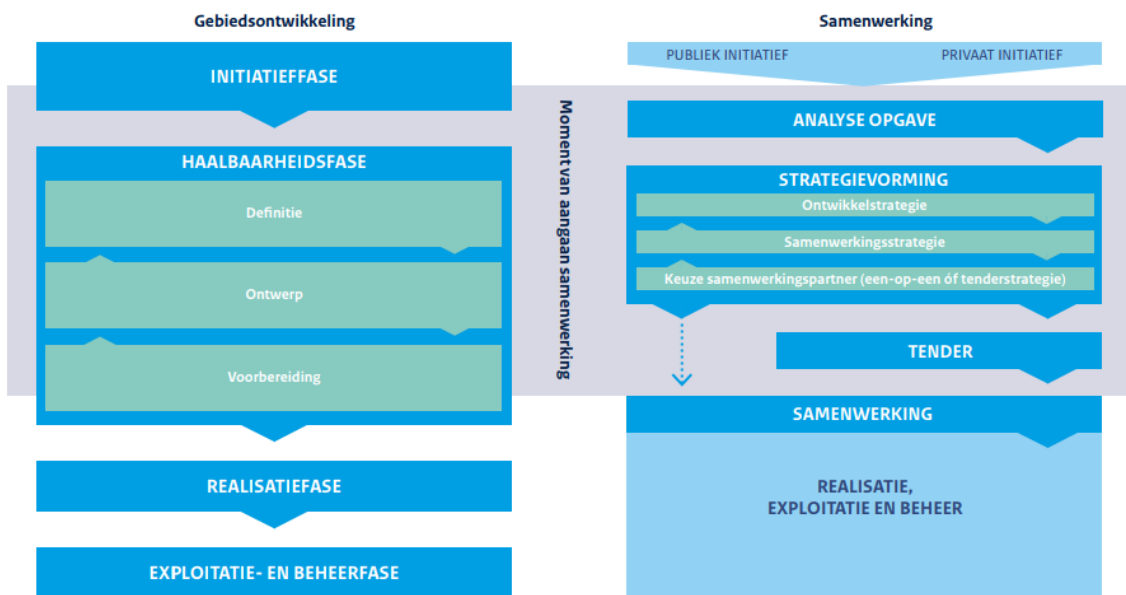 Gebiedsontwikkeling
INITIATIEFFASE
HAALBAARHEIDSFASE
Definitie
Ontwerp
Voorbereiding
REALISATIEFASE
EXPLOITATIE- EN BEHEERFASE
Moment van aangaan samenwerking
Samenwerking
PUBLIEK INITIATIEF
PRIVAAT INITIATIEF
ANALYSE OPGAVE
STRATEGIEVORMING
Ontwikkelstrategie
Samenwerkingsstrategie
Keuze samenwerkingspartner (een-op-een óf tenderstrategie)
TENDER
SAMENWERKING
REALISATIE,
EXPLOITATIE EN BEHEER